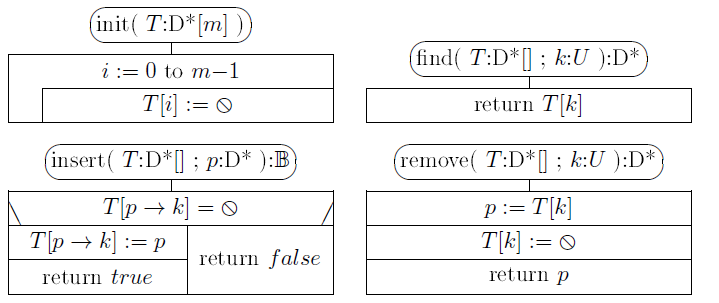 init( T:D*[m] )
i := 0 to m−1
T[i] := ⦸
find( T:D*[] ; k:U ):D*
return T[k]
insert( T:D*[] ; p:D* ):𝔹
T[p → k] = ⦸
T[p → k] := p
return true
return false
remove( T:D*[] ; k:U ):D*
p := T[k]
T[k] := ⦸
return p